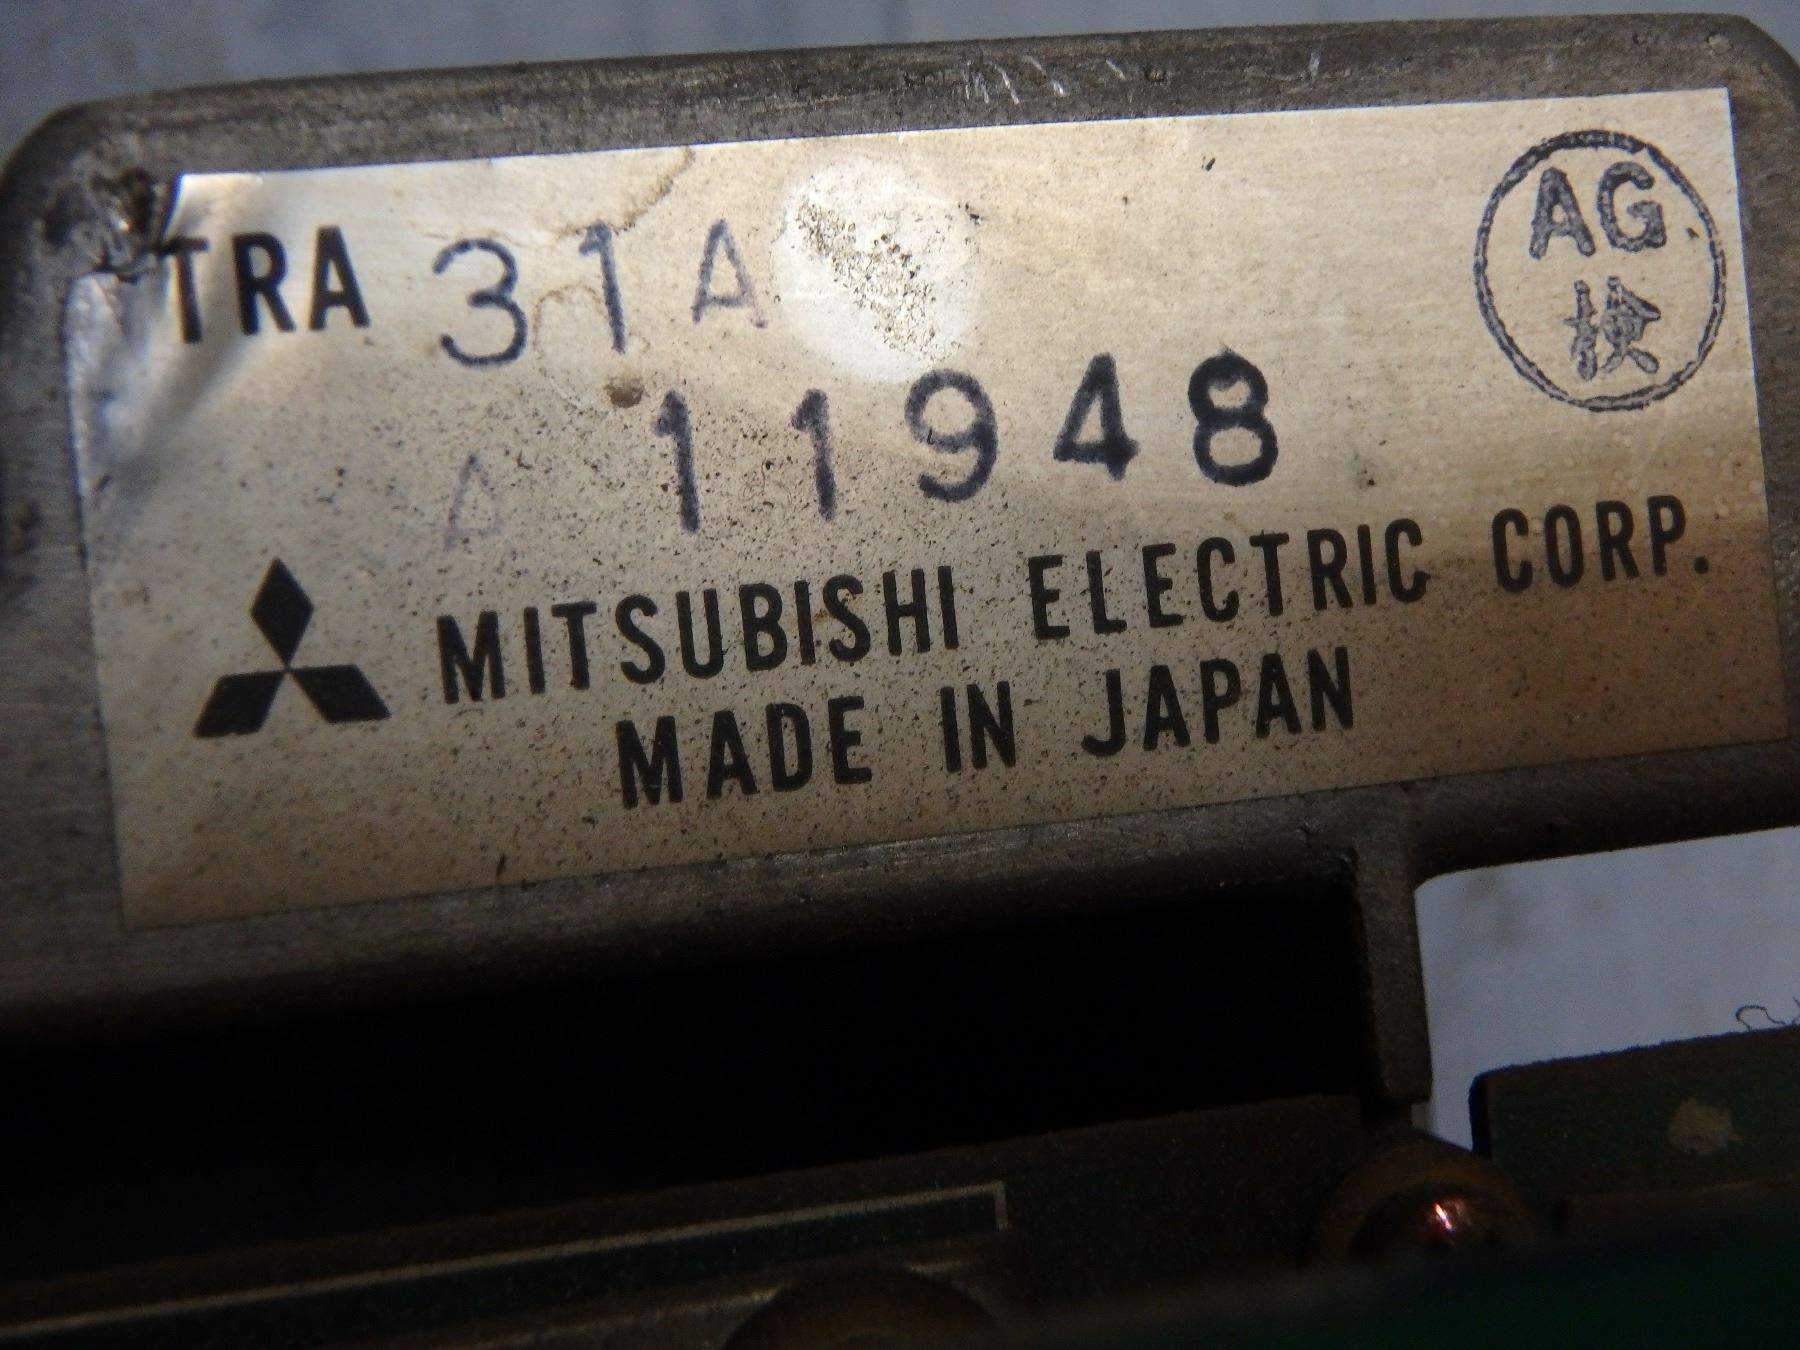 TRA 31A
A 11948
MITSUBISHI ELECTRIC CORP.
MADE IN JAPAN
AG
検